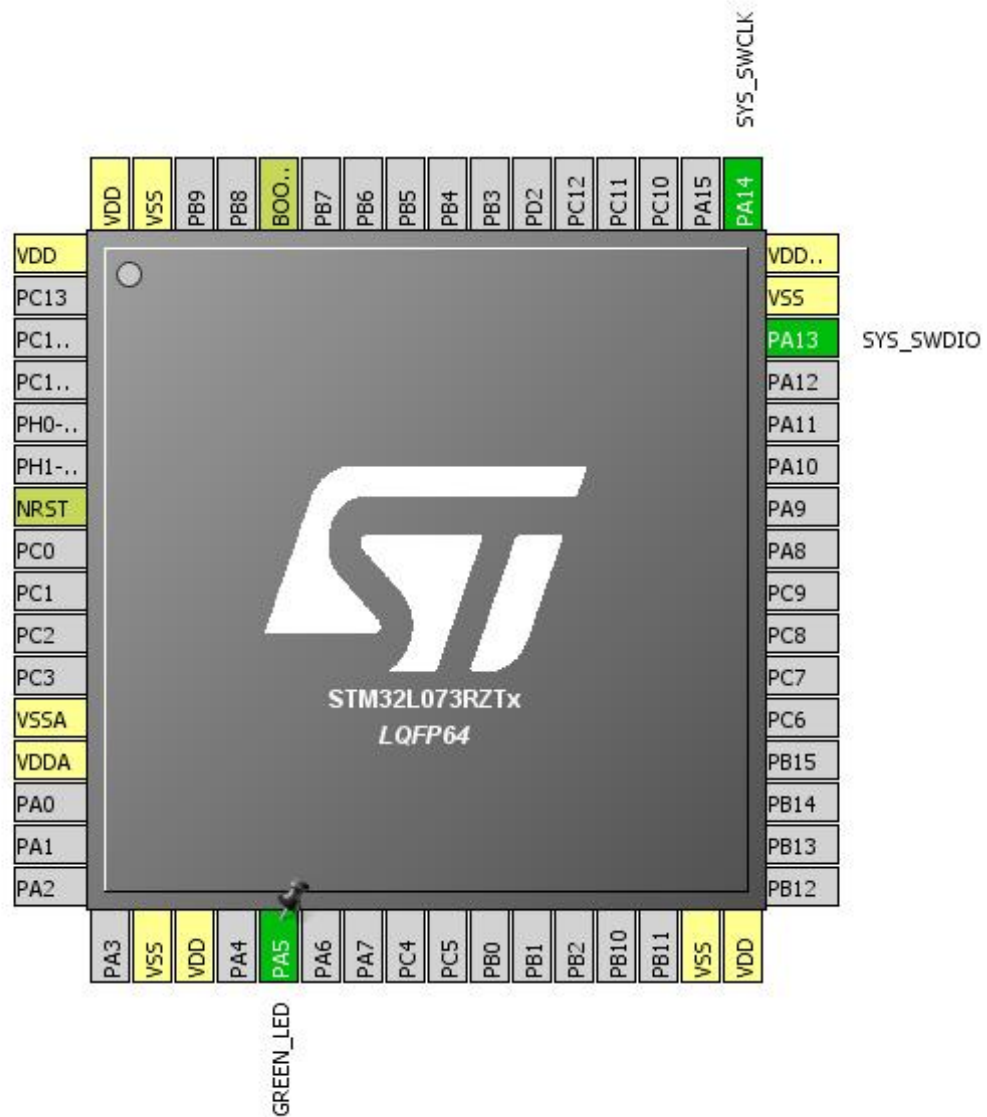 SYS_SWCLK
VDD
VSS
PB9
PB8
BOO..
PB7
PB6
PB5
PB4
PB3
PD2
PC12
PC11
PC10
PA15
PA14
VDD
PC13
PC1..
PC1..
PH0-..
PH1-..
NRST
PC0
PC1
PC2
PC3
VSSA
VDDA
PA0
PA1
PA2
VDD..
VSS
PA13 SYS_SWDIO
PA12
PA11
PA10
PA9
PA8
PC9
PC8
PC7
PC6
PB15
PB14
PB13
PB12
ST
STM32L073RZTx
LQFP64
PA3
VSS
VDD
PA4
PA5
PA6
PA7
PC4
PC5
PB0
PB1
PB2
PB10
PB11
VSS
VDD
GREEN_LED